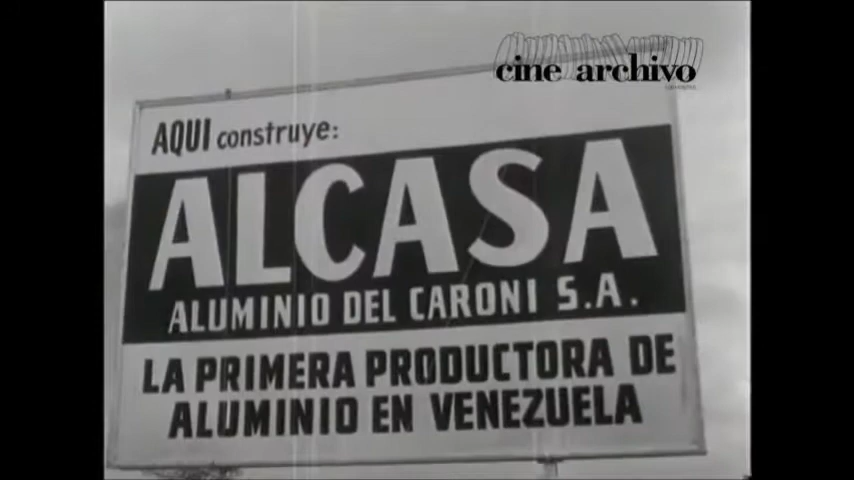 cine archivo
AQUI construye:
ALCASA
ALUMINIO DEL CARONI S.A.
LA PRIMERA PRODUCTORA DE
ALUMINIO EN VENEZUELA